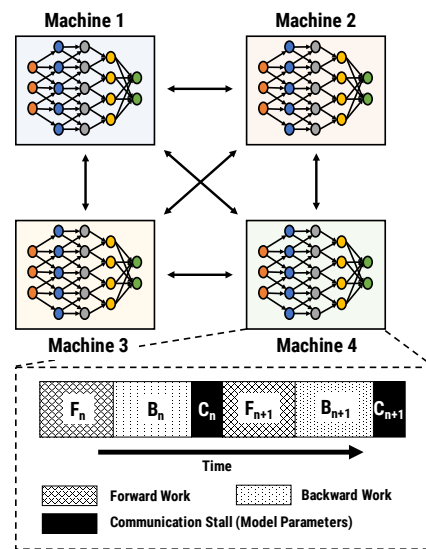 Machine 1
Machine 2
Machine 3
Machine 4
Fn
Bn
Cn
Fn+1
Bn+1
Cn+1
Time
Forward Work
Backward Work
Communication Stall (Model Parameters)